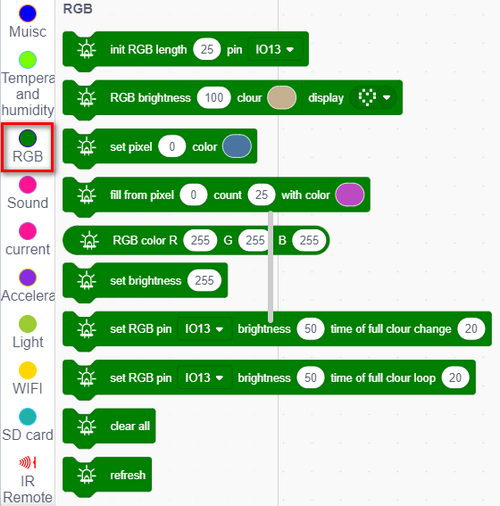 Muisc
Tempera
and
humidity
RGB
Sound
current
Accelera
Light
WIFI
SD card
IR
Remote
RGB
init RGB length 25 pin IO13
RGB brightness 100 clour display
set pixel 0 color
fill from pixel 0 count 25 with color
RGB color R 255 G 255 B 255
set brightness 255
set RGB pin IO13 brightness 50 time of full clour change 20
set RGB pin IO13 brightness 50 time of full clour loop 20
clear all
refresh